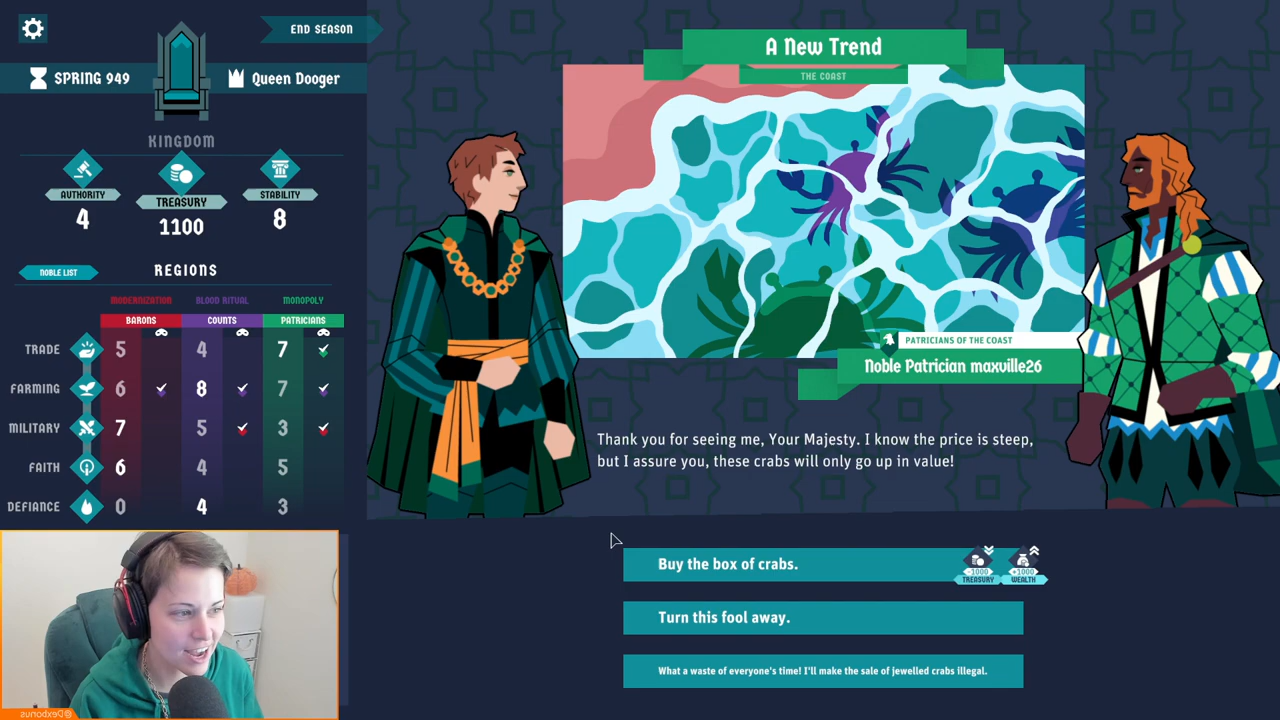 END SEASON
SPRING 949
Queen Dooger
KINGDOM
AUTHORITY
TREASURY
STABILITY
4
1100
8
NOBLE LIST
REGIONS
MODERNIZATION
BLOOD RITUAL
MONOPOLY
BARONS
COUNTS
PATRICIANS
TRADE 5 4 7
FARMING 6 8 7
MILITARY 7 5 3
FAITH 6 4 5
DEFIANCE 0 4 3
A New Trend
THE COAST
PATRICIANS OF THE COAST
Noble Patrician maxville26
Thank you for seeing me, Your Majesty. I know the price is steep,
but I assure you, these crabs will only go up in value!
Buy the box of crabs.
-1000
TREASURY
+1000
WEALTH
Turn this fool away.
What a waste of everyone's time! I'll make the sale of jewelled crabs illegal.
@Dexbonus